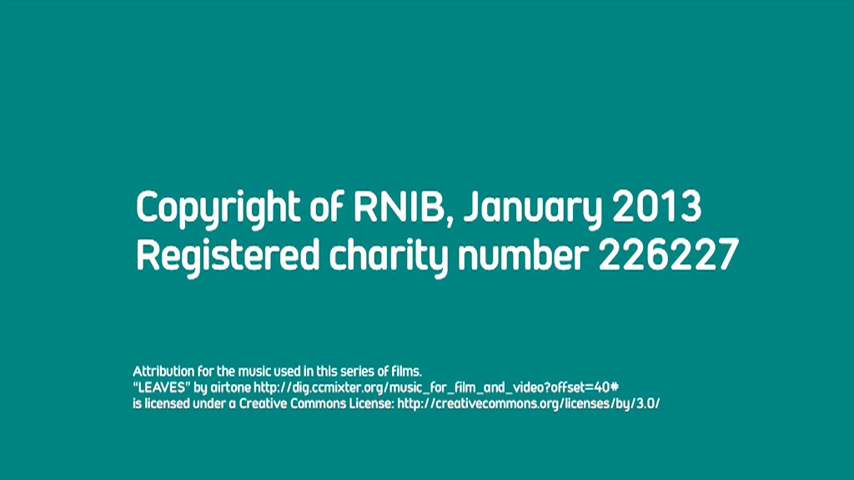 Copyright of RNIB, January 2013
Registered charity number 226227
Attribution for the music used in this series of films.
“LEAVES” by airtone http://dig.ccmixter.org/music_for_film_and_video?offset=40#
is licensed under a Creative Commons License: http://creativecommons.org/licenses/by/3.0/